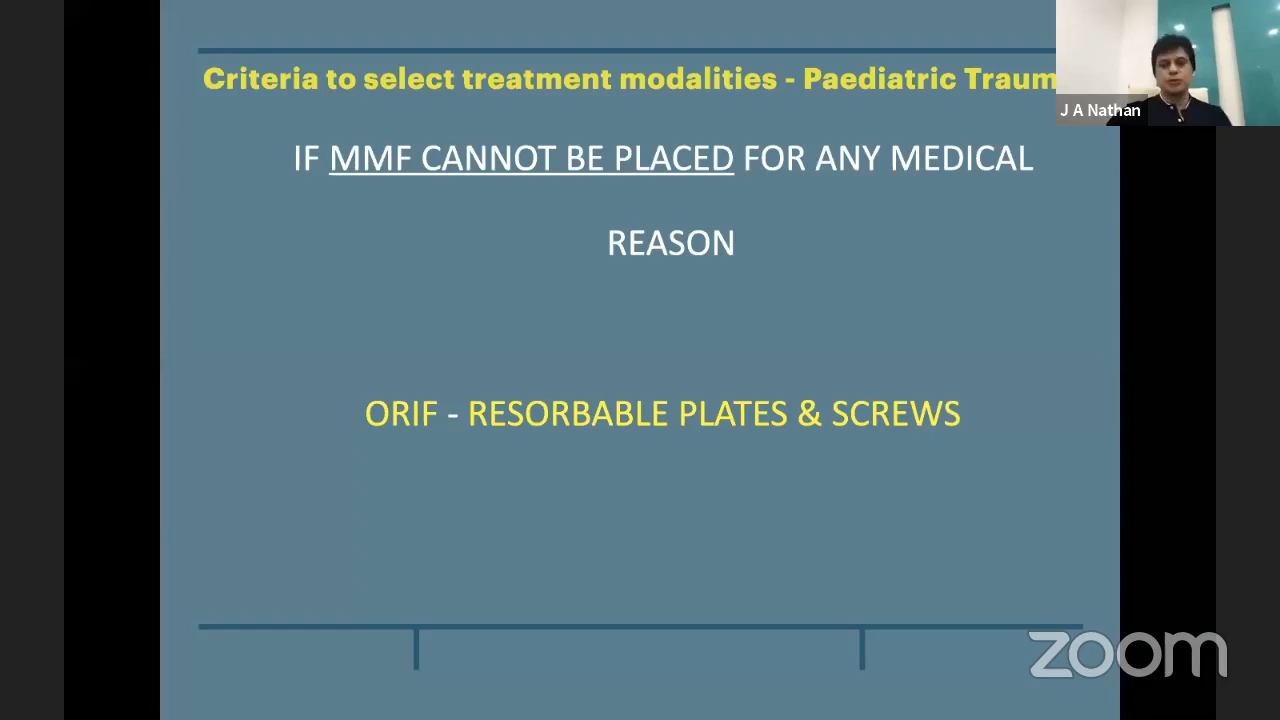 Criteria to select treatment modalities - Paediatric Traum
J A Nathan
IF MMF CANNOT BE PLACED FOR ANY MEDICAL
REASON
ORIF - RESORBABLE PLATES & SCREWS
zoom